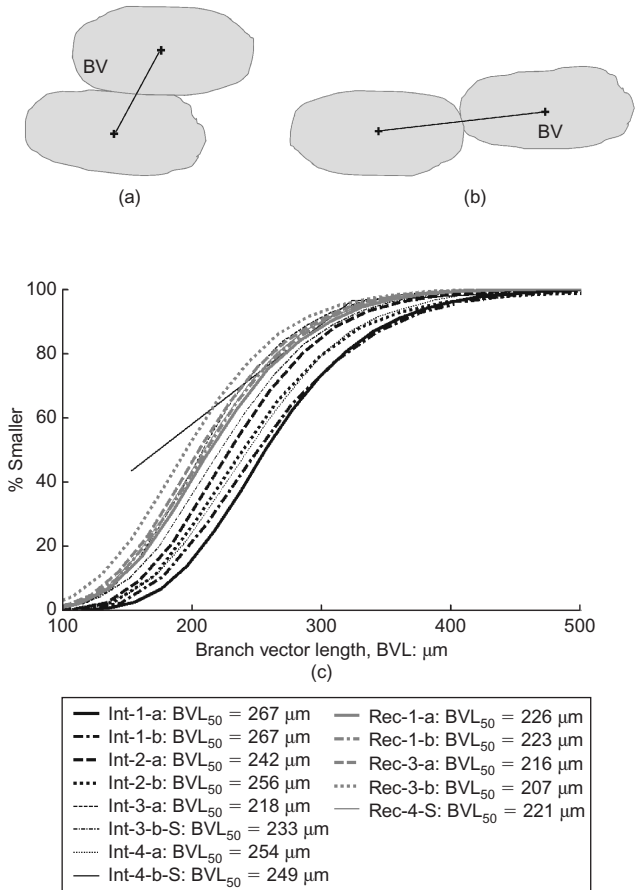 BV
BV
(a)
(b)
100
80
60
40
20
0
% Smaller
100 200 300 400 500
Branch vector length, BVL: μm
(c)
Int-1-a: BVL50 = 267 μm
Int-1-b: BVL50 = 267 μm
Int-2-a: BVL50 = 242 μm
Int-2-b: BVL50 = 256 μm
Int-3-a: BVL50 = 218 μm
Int-3-b-S: BVL50 = 233 μm
Int-4-a: BVL50 = 254 μm
Int-4-b-S: BVL50 = 249 μm
Rec-1-a: BVL50 = 226 μm
Rec-1-b: BVL50 = 223 μm
Rec-3-a: BVL50 = 216 μm
Rec-3-b: BVL50 = 207 μm
Rec-4-S: BVL50 = 221 μm